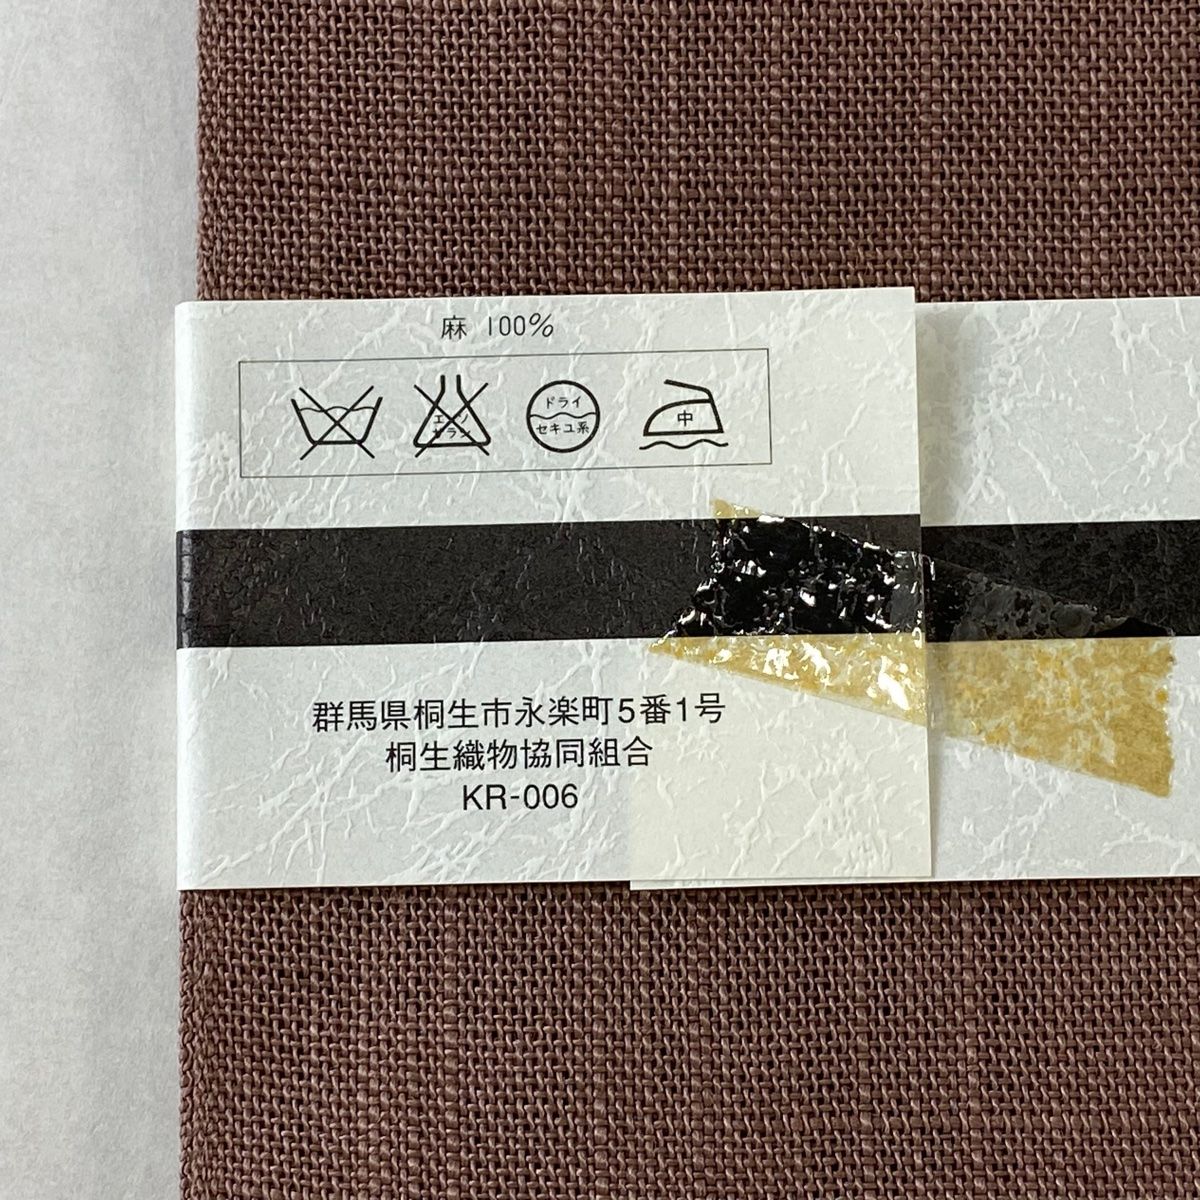 麻 100%
エンソ
サラシ
ドライ
セキユ系
中
群馬県桐生市永楽町5番1号
桐生織物協同組合
KR-006